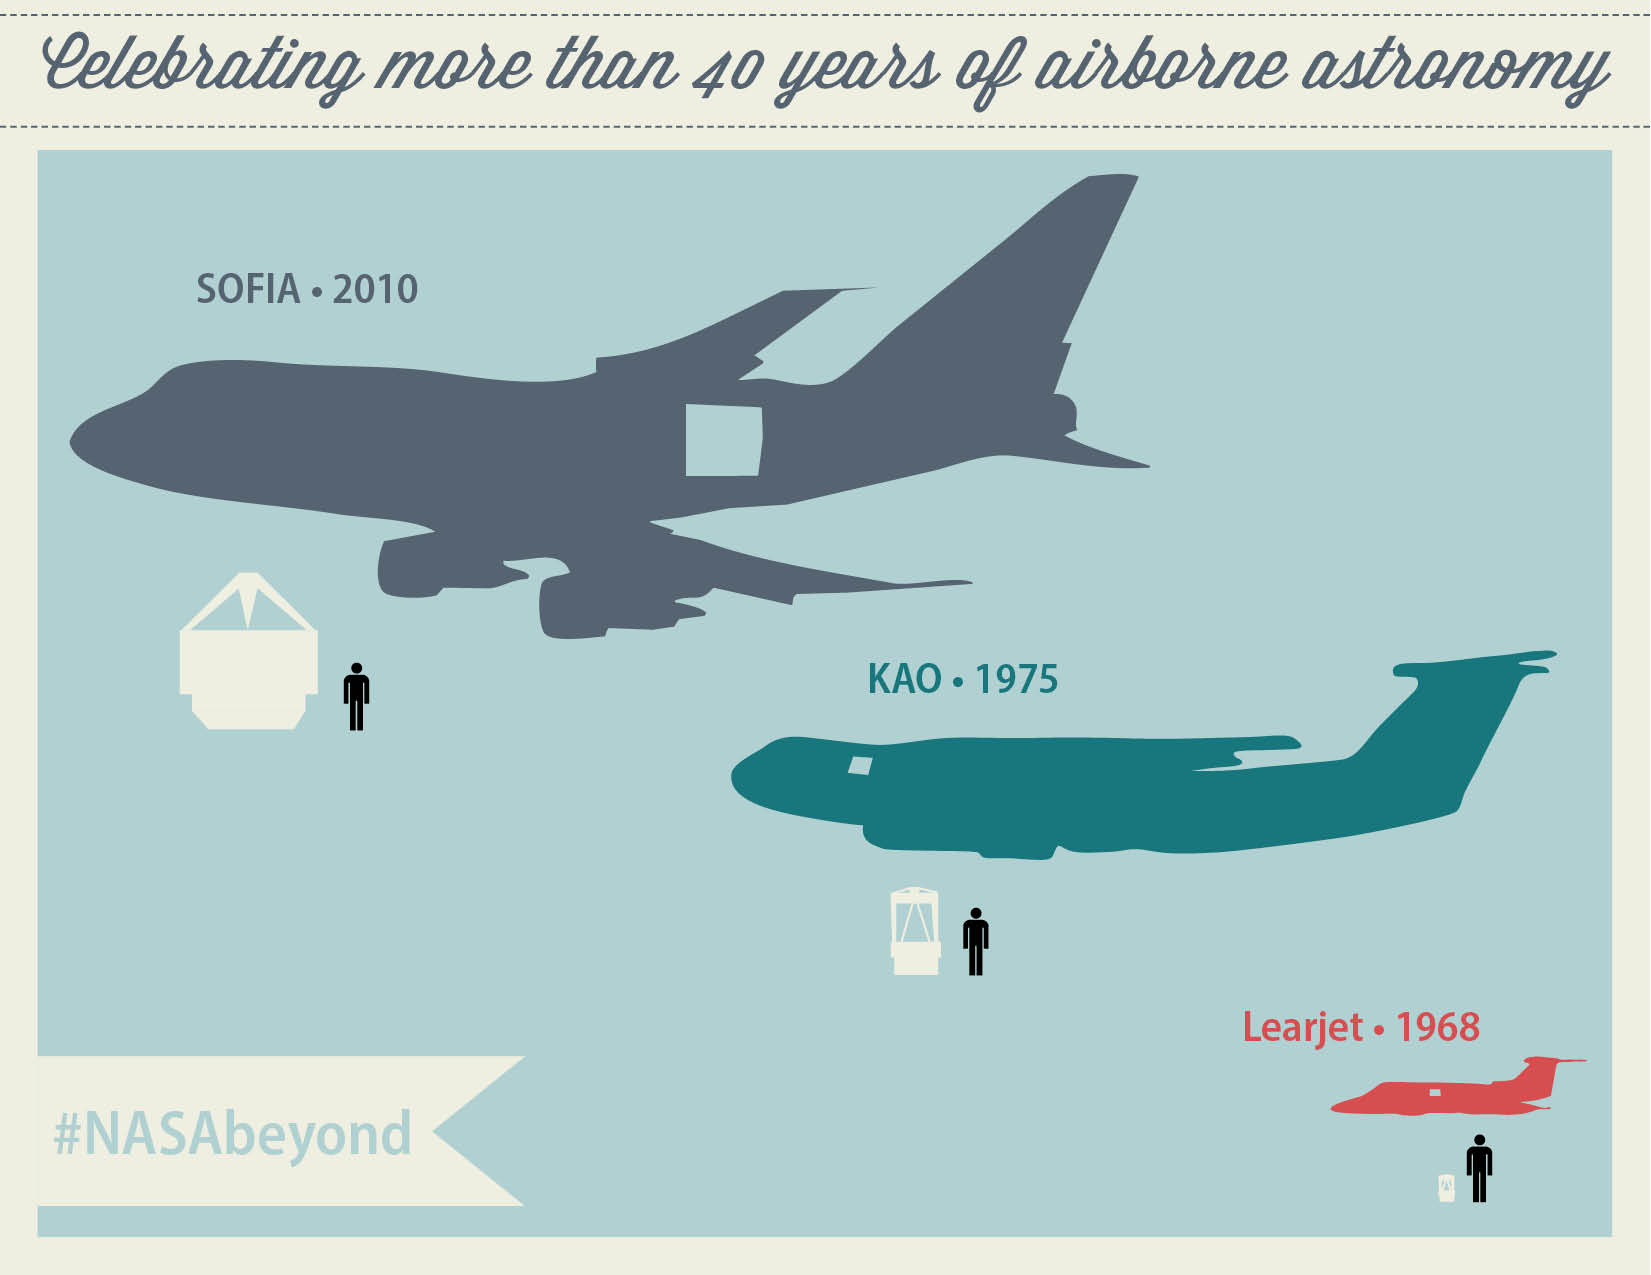 Celebrating more than 40 years of airborne astronomy
SOFIA • 2010
KAO • 1975
Learjet • 1968
#NASAbeyond